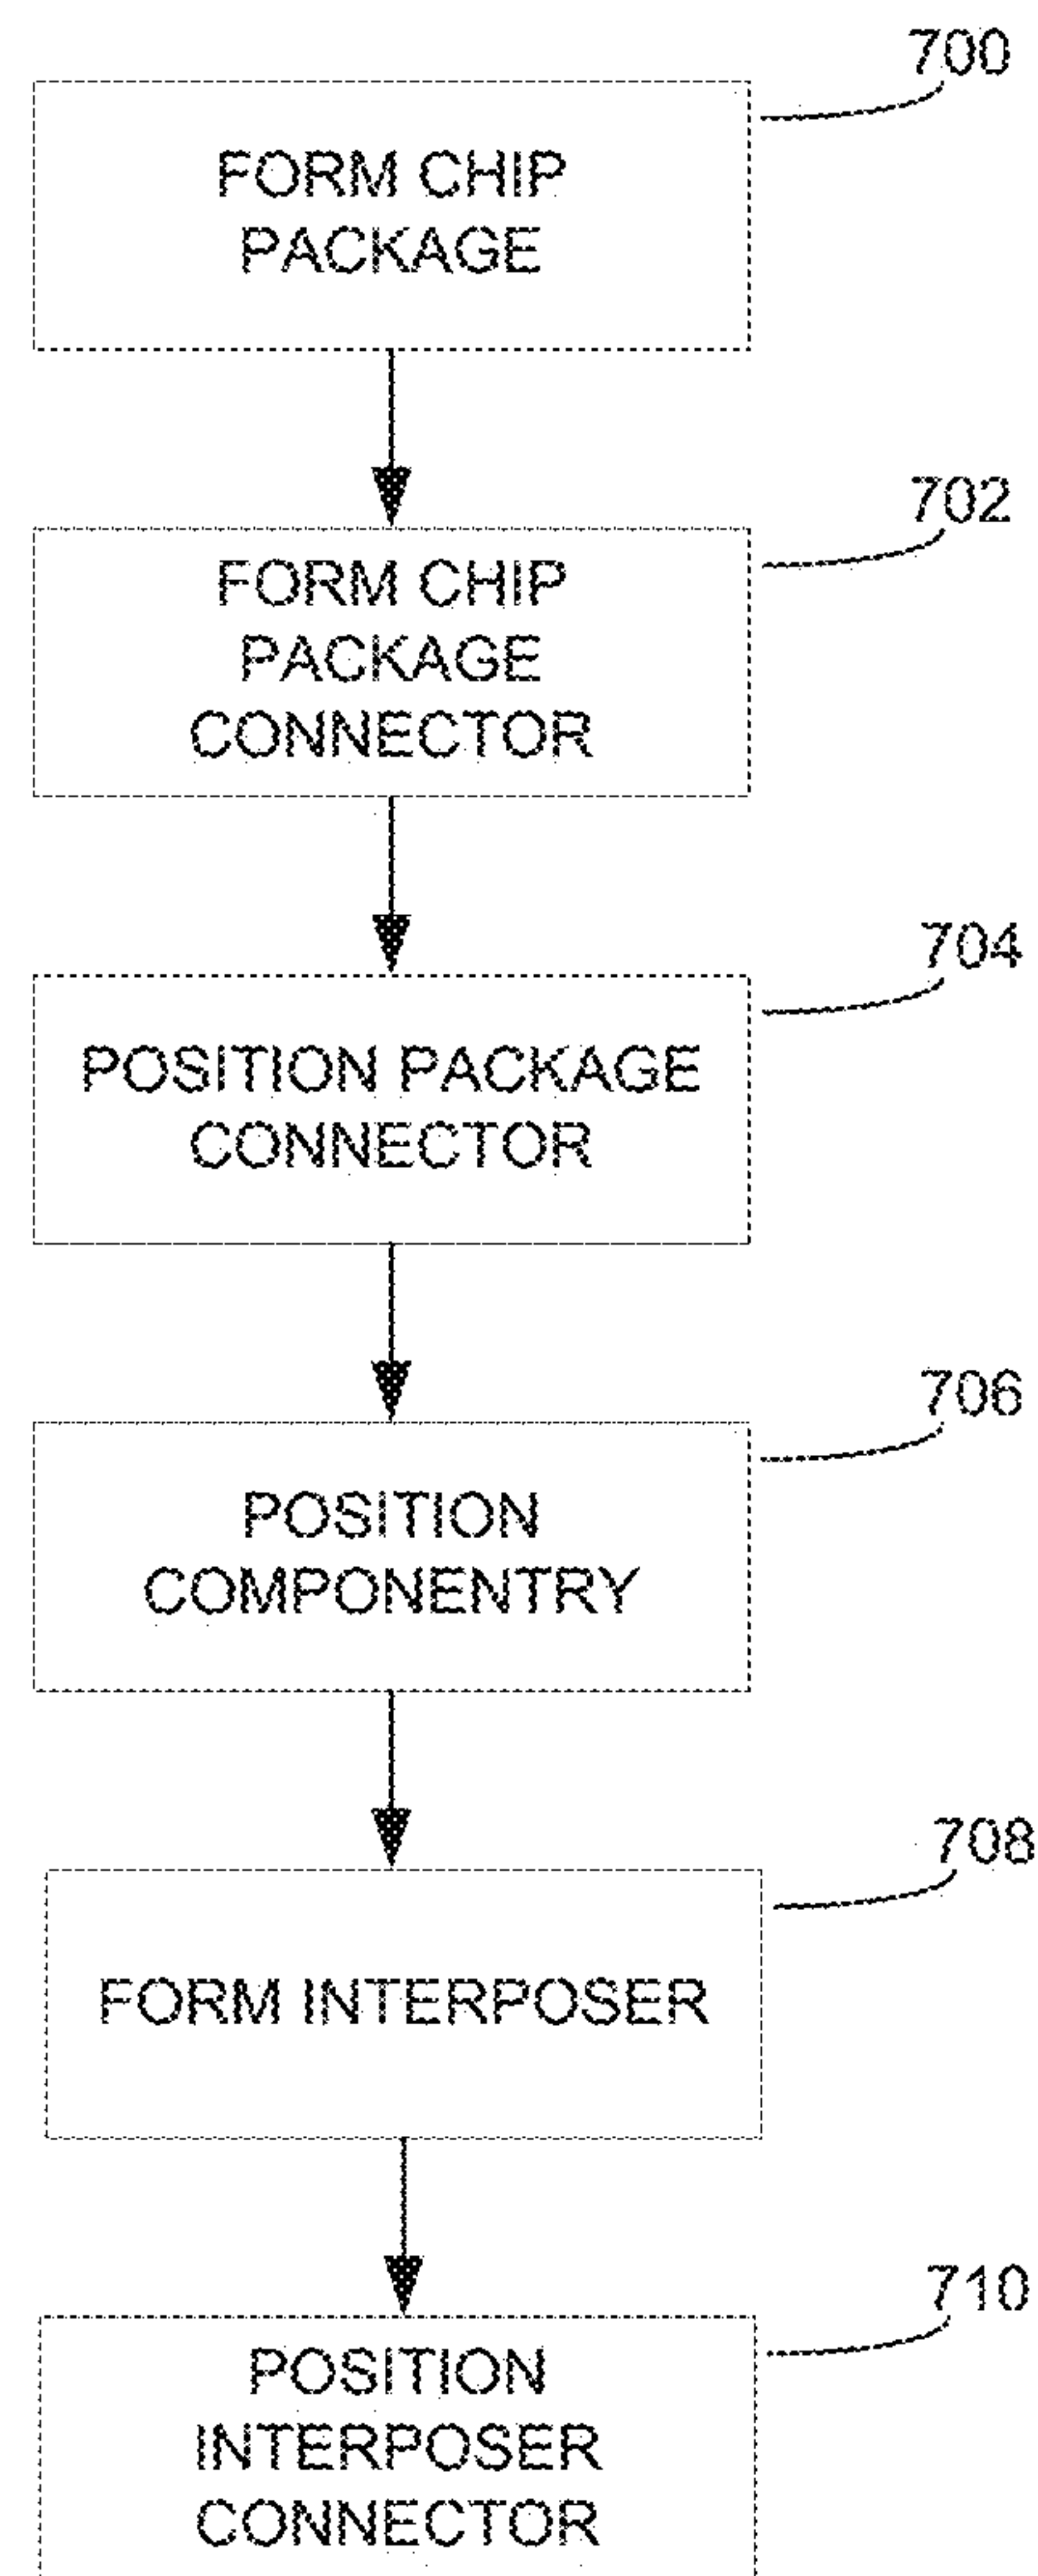 700
FORM CHIP
PACKAGE
702
FORM CHIP
PACKAGE
CONNECTOR
704
POSITION PACKAGE
CONNECTOR
706
POSITION
COMPONENTRY
708
FORM INTERPOSER
710
POSITION
INTERPOSER
CONNECTOR